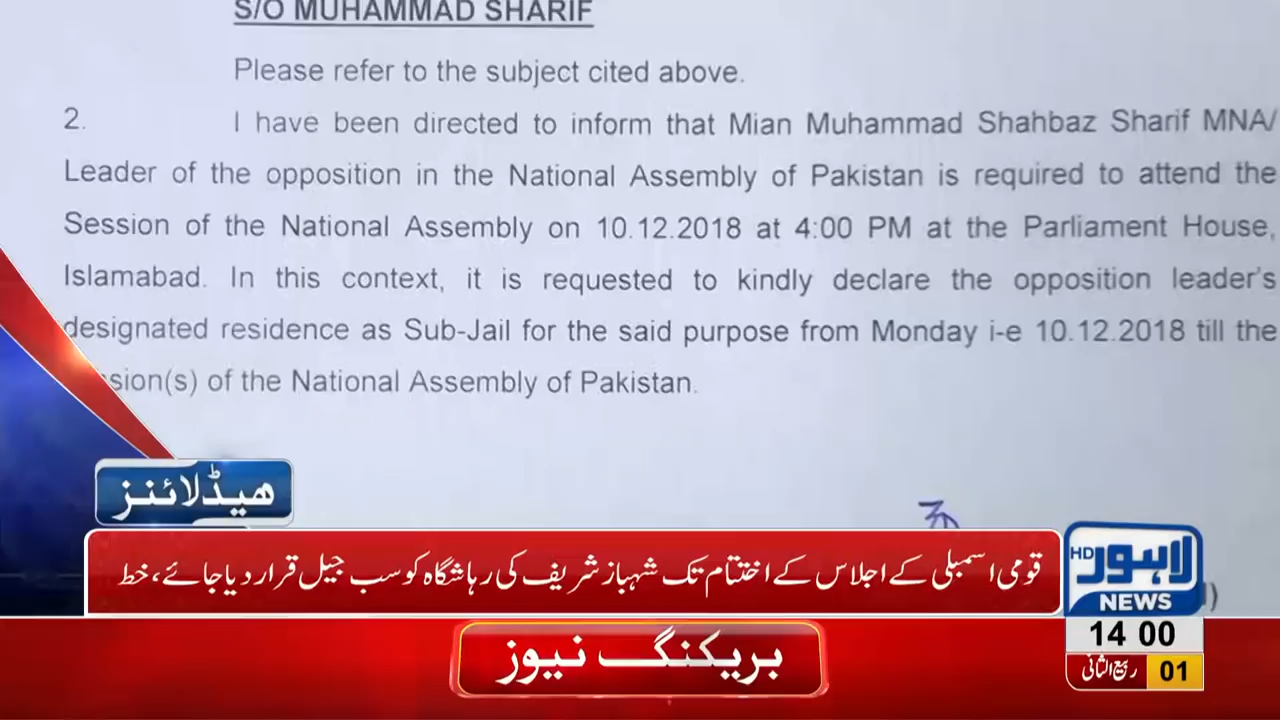 S/O MUHAMMAD SHARIF
Please refer to the subject cited above.
2. I have been directed to inform that Mian Muhammad Shahbaz Sharif MNA/
Leader of the opposition in the National Assembly of Pakistan is required to attend the
Session of the National Assembly on 10.12.2018 at 4:00 PM at the Parliament House,
Islamabad. In this context, it is requested to kindly declare the opposition leader's
designated residence as Sub-Jail for the said purpose from Monday i-e 10.12.2018 till the
of the National Assembly of Pakistan.
ھیڈلائنز
قومی اسمبلی کے اجلاس کے اختتام تک شہباز شریف کی رہاشگاہ کو سب جیل قرار دیا جائے، خط
لاہور HD
NEWS
14 00
01 ربیع الثانی
بریکنگ نیوز